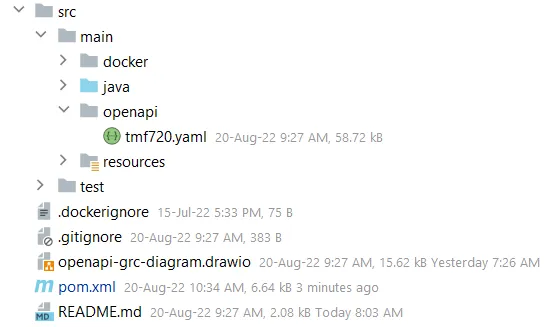 src
main
docker
java
openapi
tmf720.yaml 20-Aug-22 9:27 AM, 58.72 kB
resources
test
.dockerignore 15-Jul-22 5:33 PM, 75 B
.gitignore 20-Aug-22 9:27 AM, 383 B
openapi-grc-diagram.drawio 20-Aug-22 9:27 AM, 15.62 kB Yesterday 7:26 AM
m pom.xml 20-Aug-22 10:34 AM, 6.64 kB 3 minutes ago
MD README.md 20-Aug-22 9:27 AM, 2.08 kB Today 8:03 AM